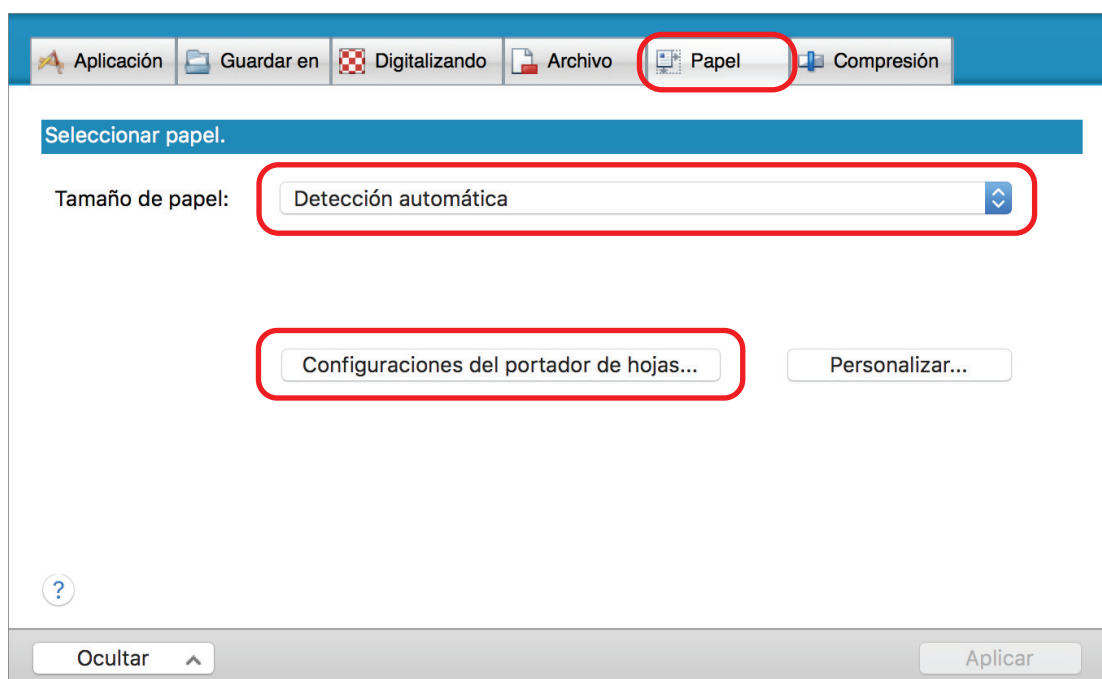 Aplicación Guardar en Digitalizando Archivo Papel Compresión
Seleccionar papel.
Tamaño de papel: Detección automática
Configuraciones del portador de hojas... Personalizar...
?
Ocultar Aplicar